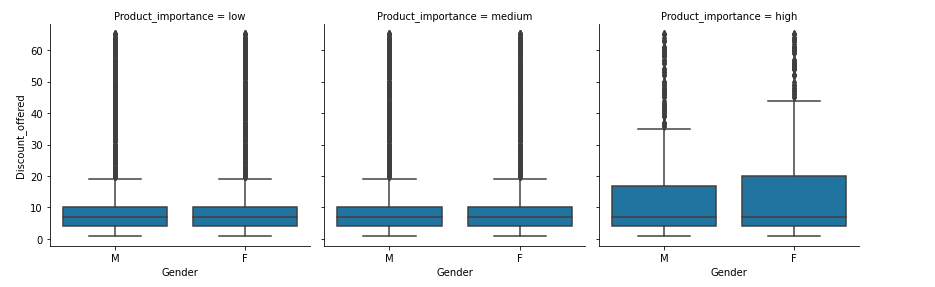 Product_importance = low
Product_importance = medium
Product_importance = high
Discount_offered
60
50
40
30
20
10
0
M
F
M
F
M
F
Gender
Gender
Gender